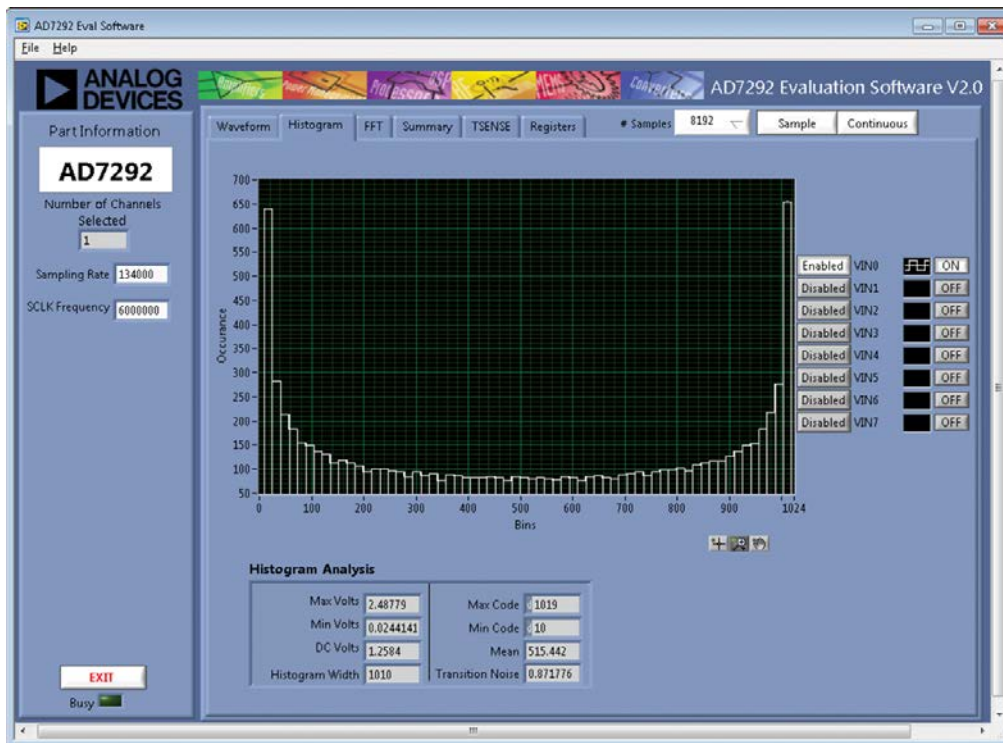 AD7292 Eval Software
File Help
ANALOG
DEVICES
AD7292 Evaluation Software V2.0
Part Information
AD7292
Number of Channels
Selected
1
Sampling Rate 134000
SCLK Frequency 6000000
EXIT
Busy
Waveform Histogram FFT Summary TSENSE Registers # Samples 8192 Sample Continuous
700
650
600
550
500
450
400
350
300
250
200
150
100
50
Occurance
0 100 200 300 400 500 600 700 800 900 1024
Bins
Enabled VIN0 ON
Disabled VIN1 OFF
Disabled VIN2 OFF
Disabled VIN3 OFF
Disabled VIN4 OFF
Disabled VIN5 OFF
Disabled VIN6 OFF
Disabled VIN7 OFF
Histogram Analysis
Max Volts 2.48779 Max Code 1019
Min Volts 0.0244141 Min Code 10
DC Volts 1.2584 Mean 515.442
Histogram Width 1010 Transition Noise 0.871776